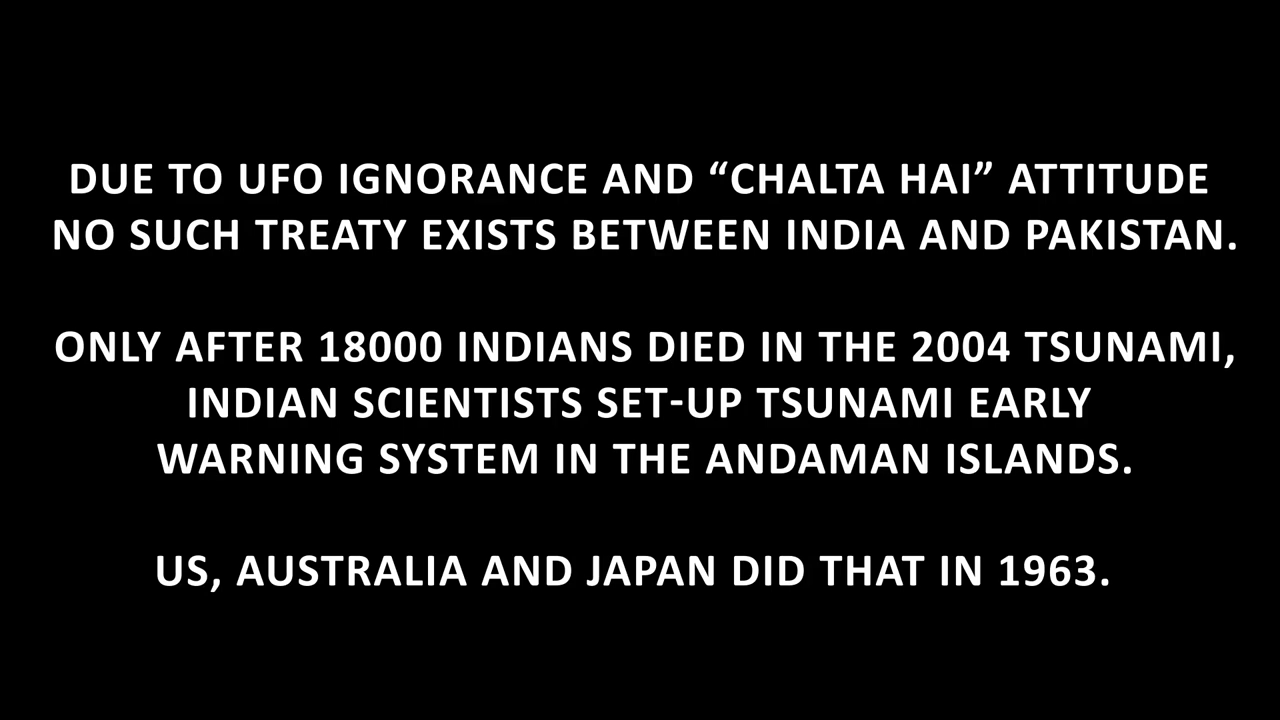 DUE TO UFO IGNORANCE AND “CHALTA HAI” ATTITUDE
NO SUCH TREATY EXISTS BETWEEN INDIA AND PAKISTAN.
ONLY AFTER 18000 INDIANS DIED IN THE 2004 TSUNAMI,
INDIAN SCIENTISTS SET-UP TSUNAMI EARLY
WARNING SYSTEM IN THE ANDAMAN ISLANDS.
US, AUSTRALIA AND JAPAN DID THAT IN 1963.